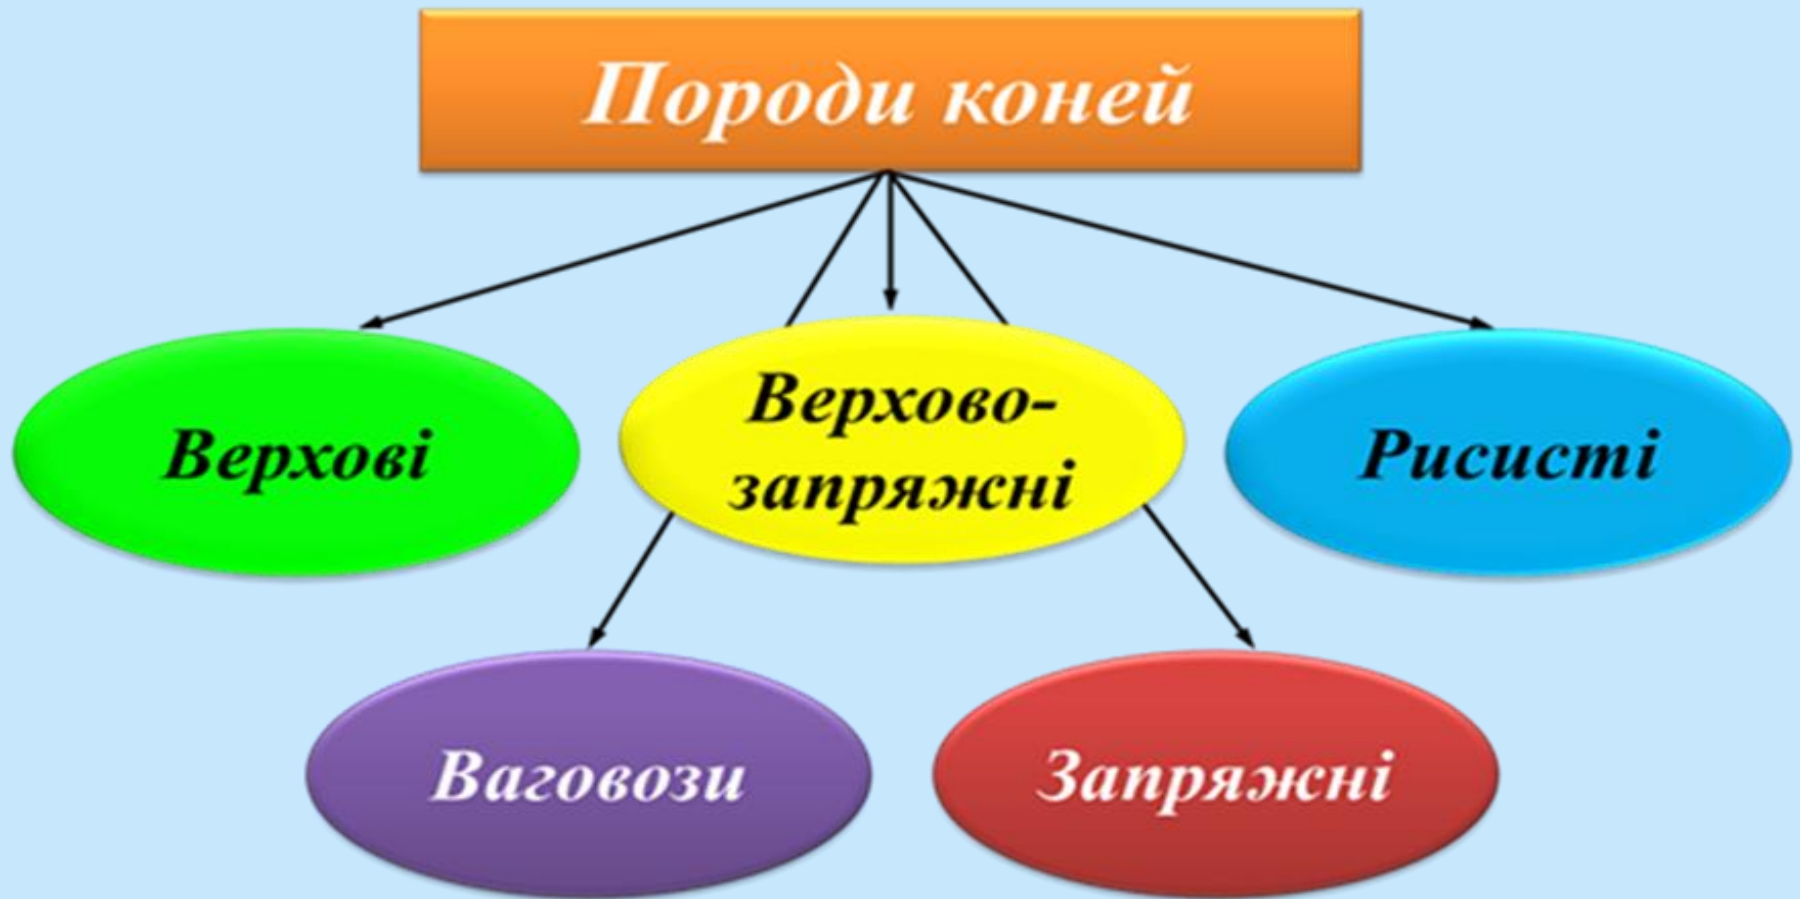 Породи коней
Верхові
Верхово-
запряжні
Рисисті
Ваговози
Запряжні